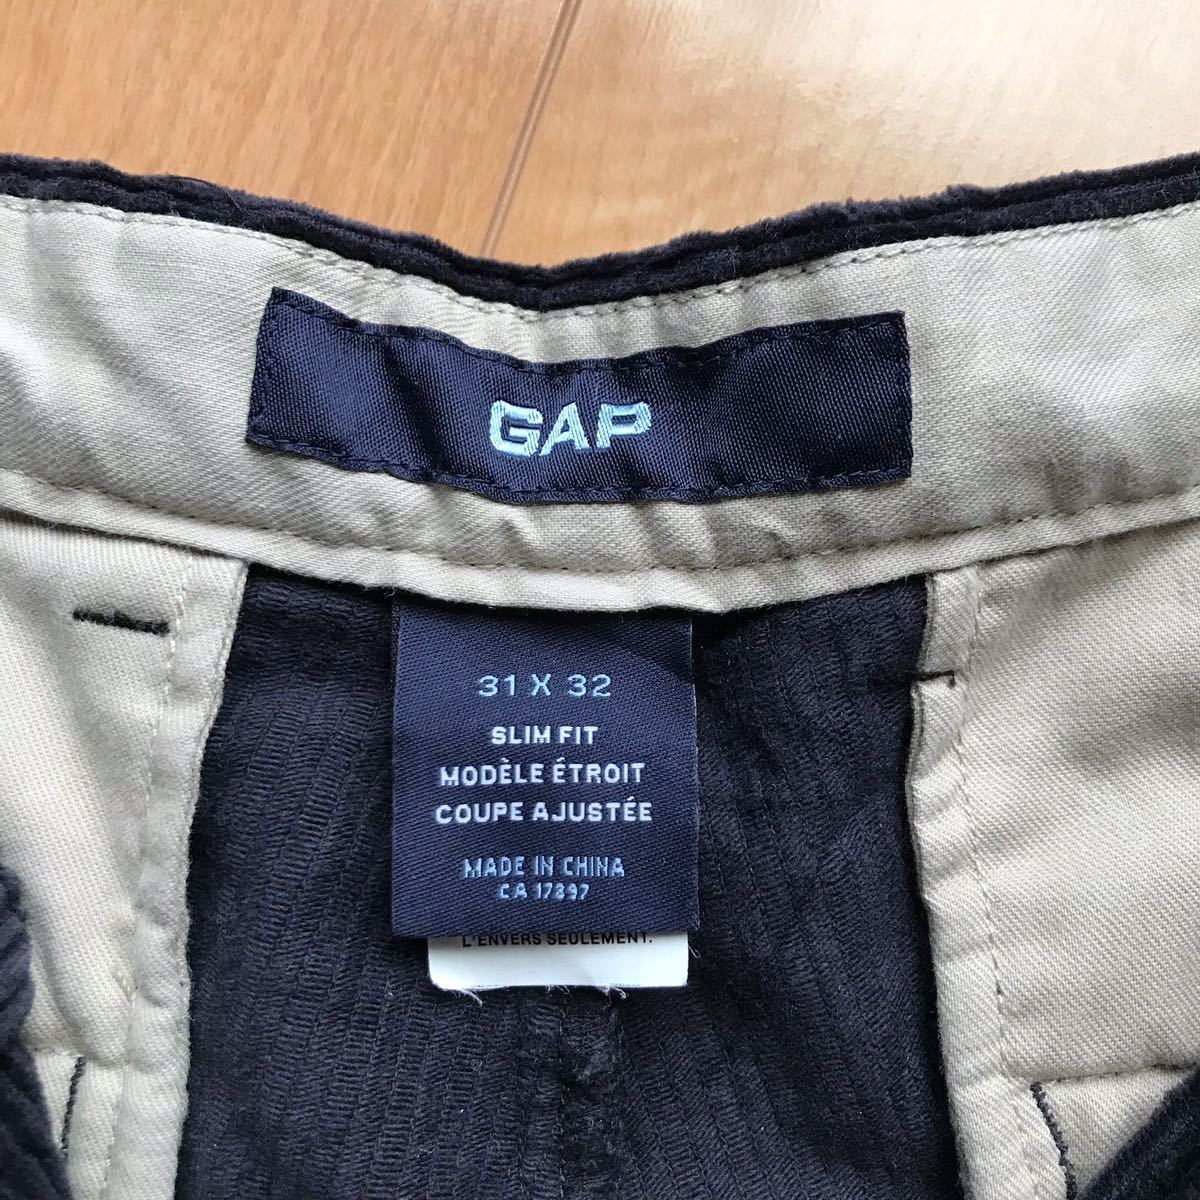 GAP
31 X 32
SLIM FIT
MODÈLE ÉTROIT
COUPE AJUSTÉE
MADE IN CHINA
CA 17897
L'ENVERS SEULEMENT.